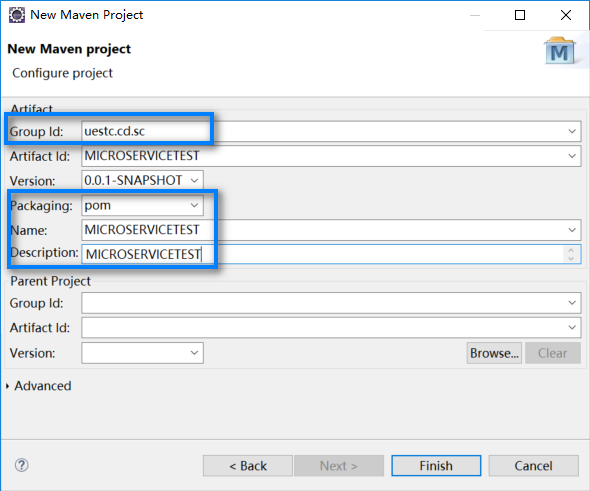 New Maven Project
New Maven project
Configure project
M
Artifact
Group Id: uestc.cd.sc
Artifact Id: MICROSERVICETEST
Version: 0.0.1-SNAPSHOT
Packaging: pom
Name: MICROSERVICETEST
Description: MICROSERVICETEST
Parent Project
Group Id:
Artifact Id:
Version: Browse... Clear
Advanced
? < Back Next > Finish Cancel